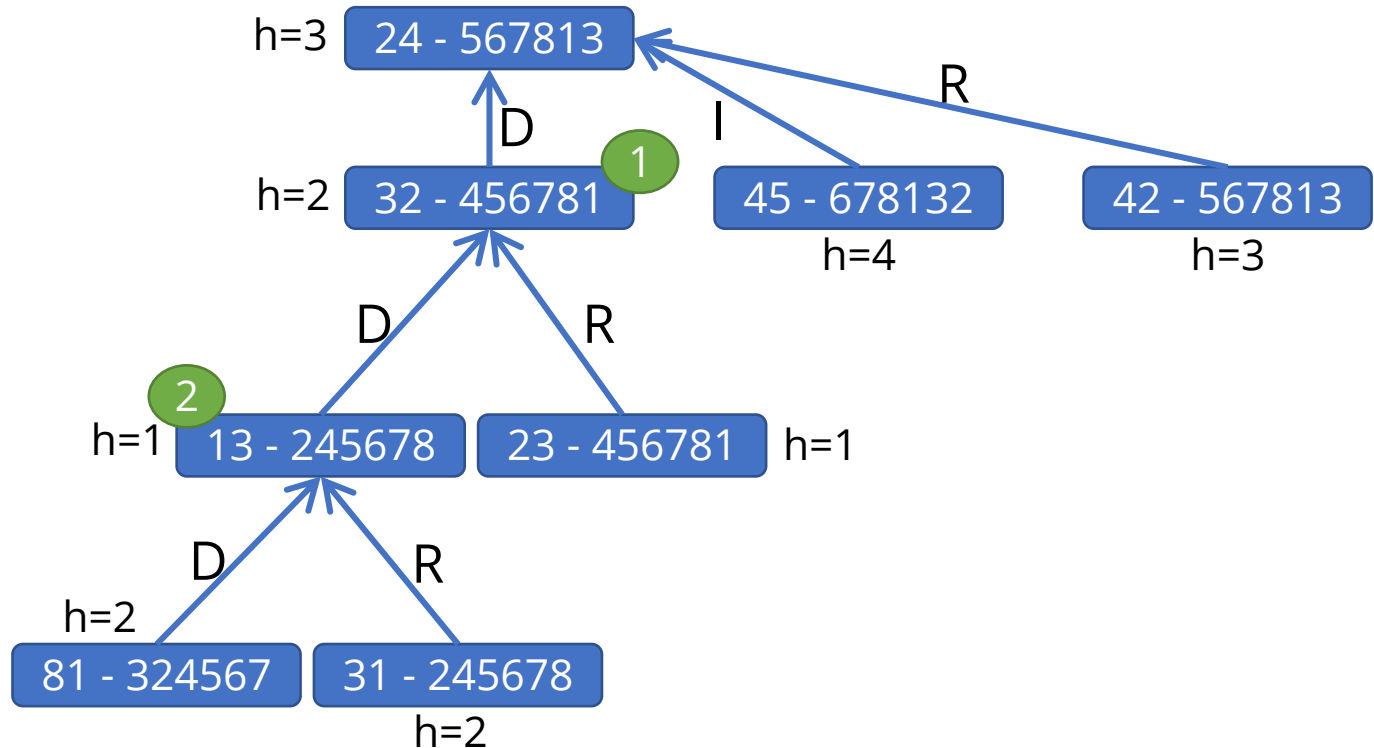 h=3
24 - 567813
D
I
R
1
h=2
32 - 456781
45 - 678132
42 - 567813
h=4
h=3
D
R
2
h=1
13 - 245678
23 - 456781
h=1
D
R
h=2
81 - 324567
31 - 245678
h=2